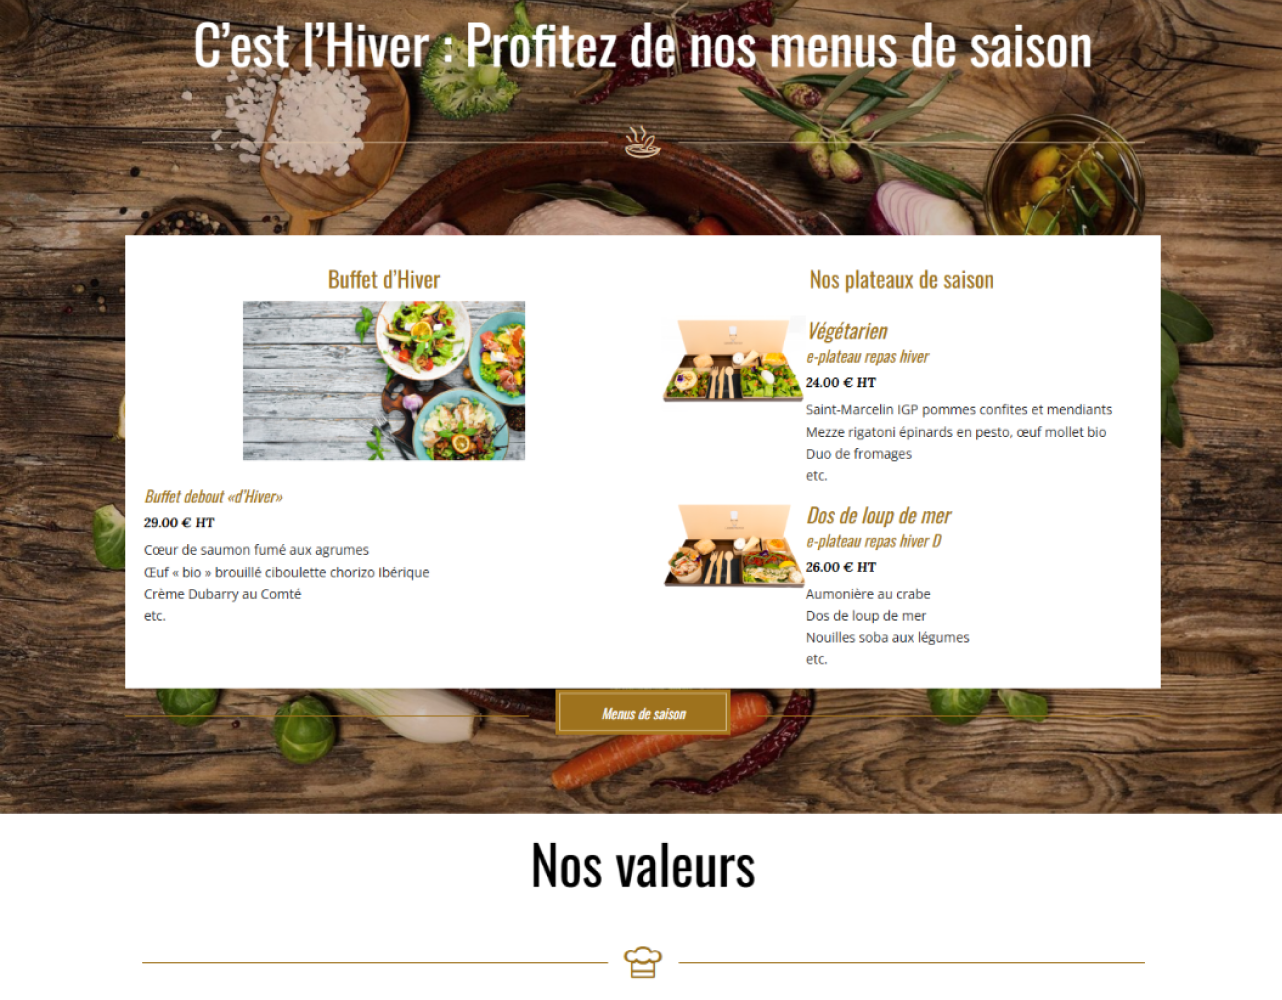 C’est l’Hiver : Profitez de nos menus de saison
Buffet d’Hiver
Buffet debout «d’Hiver»
29.00 € HT
Cœur de saumon fumé aux agrumes
Œuf « bio » brouillé ciboulette chorizo Ibérique
Crème Dubarry au Comté
etc.
Nos plateaux de saison
Végétarien
e-plateau repas hiver
24.00 € HT
Saint-Marcelin IGP pommes confites et mendiants
Mezze rigatoni épinards en pesto, œuf mollet bio
Duo de fromages
etc.
Dos de loup de mer
e-plateau repas hiver D
26.00 € HT
Aumonière au crabe
Dos de loup de mer
Nouilles soba aux légumes
etc.
Menus de saison
Nos valeurs